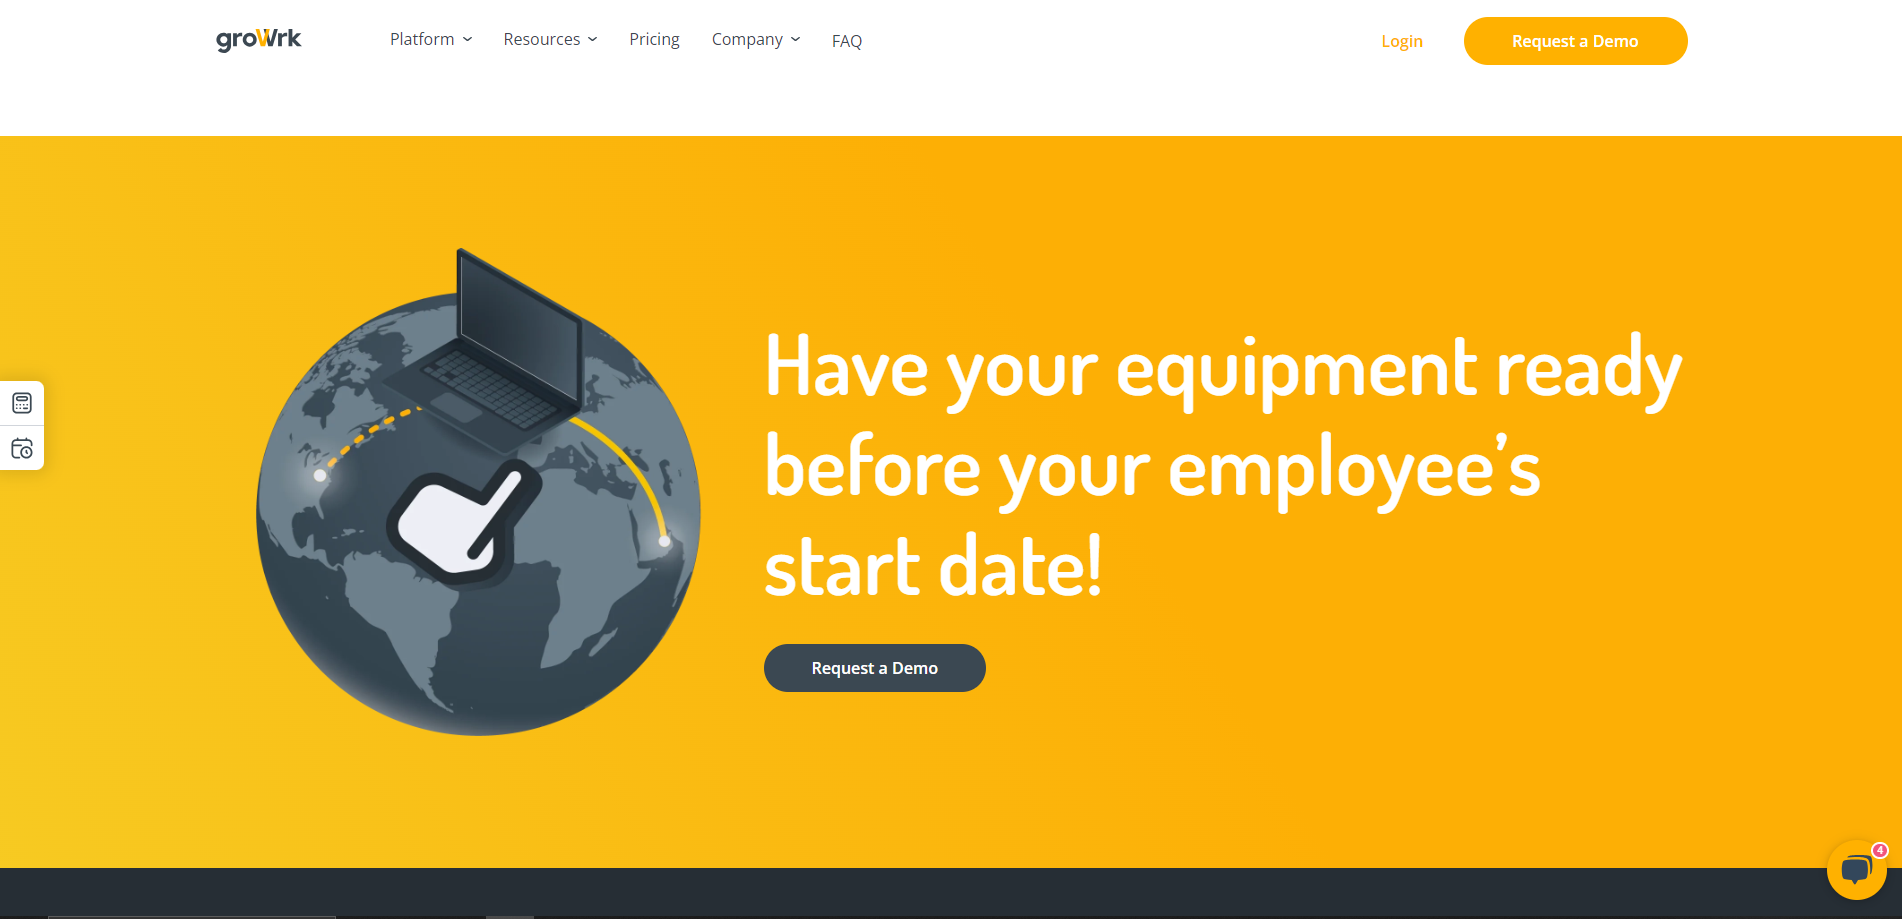 groWrk
Platform
Resources
Pricing
Company
FAQ
Login
Request a Demo
Have your equipment ready
before your employee’s
start date!
Request a Demo
4